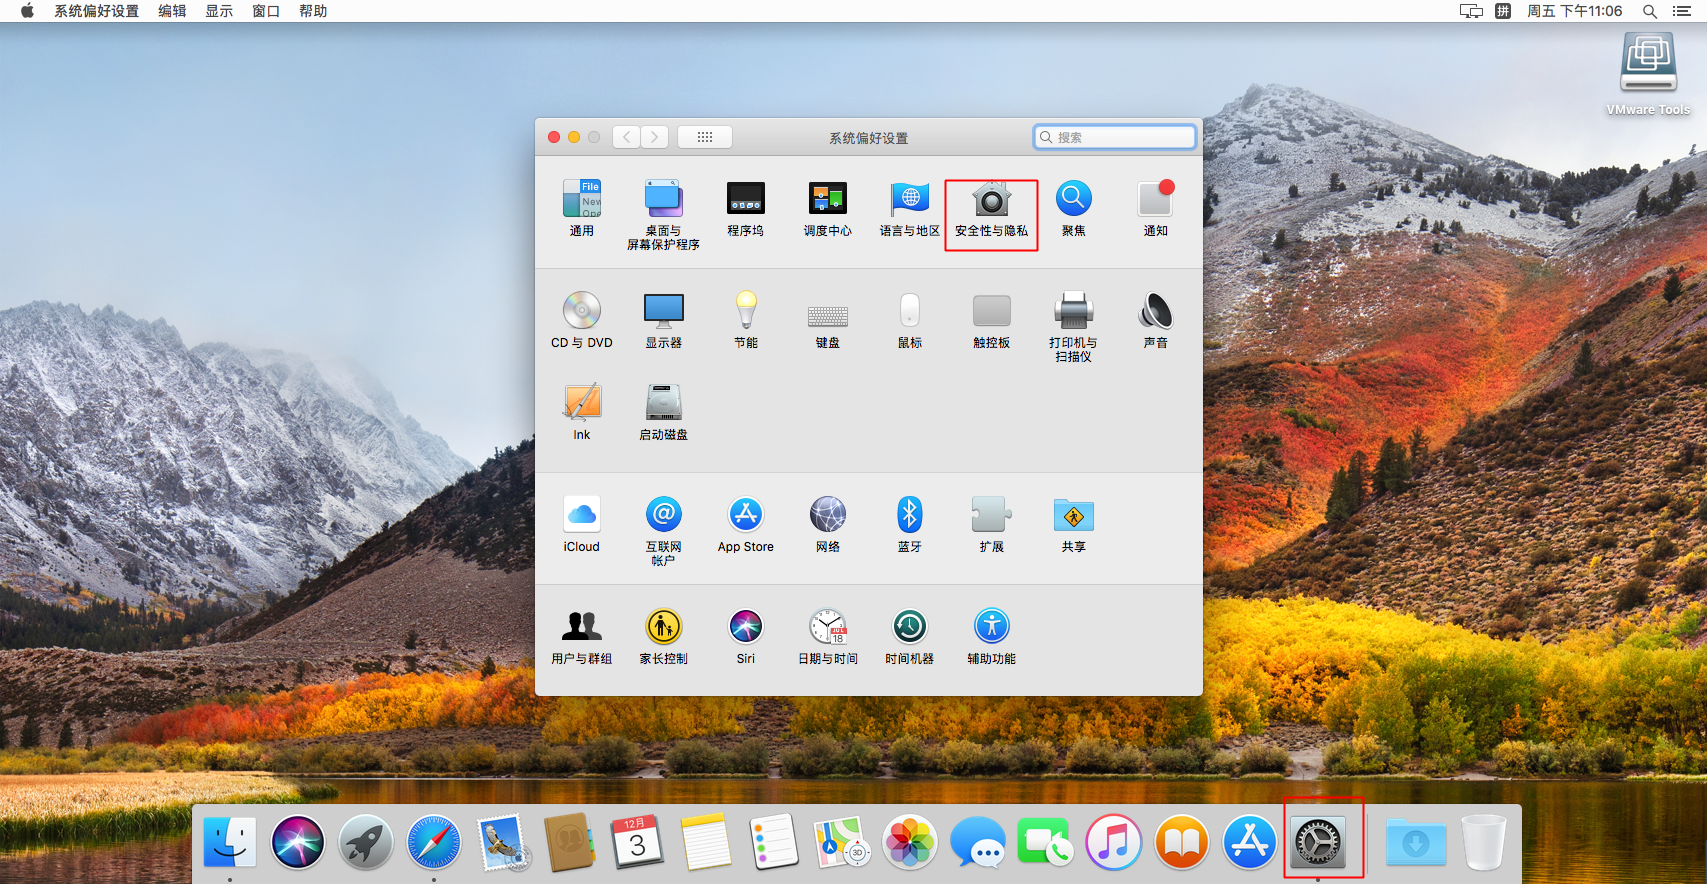 系统偏好设置 编辑 显示 窗口 帮助
拼 周五 下午11:06
VMware Tools
系统偏好设置
搜索
File
New
Ope
通用
桌面与
屏幕保护程序
程序坞
调度中心
语言与地区
安全性与隐私
聚焦
通知
CD 与 DVD
显示器
节能
键盘
鼠标
触控板
打印机与
扫描仪
声音
Ink
启动磁盘
iCloud
互联网
帐户
App Store
网络
蓝牙
扩展
共享
用户与群组
家长控制
Siri
JUL
18
日期与时间
时间机器
辅助功能
12月
3
3D